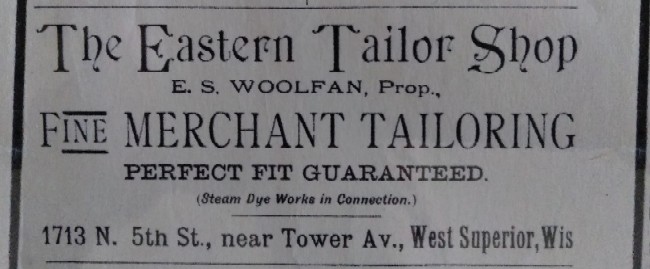 The Eastern Tailor Shop
E. S. WOOLFAN, Prop.,
FINE MERCHANT TAILORING
PERFECT FIT GUARANTEED.
(Steam Dye Works in Connection.)
1713 N. 5th St., near Tower Av., West Superior, Wis